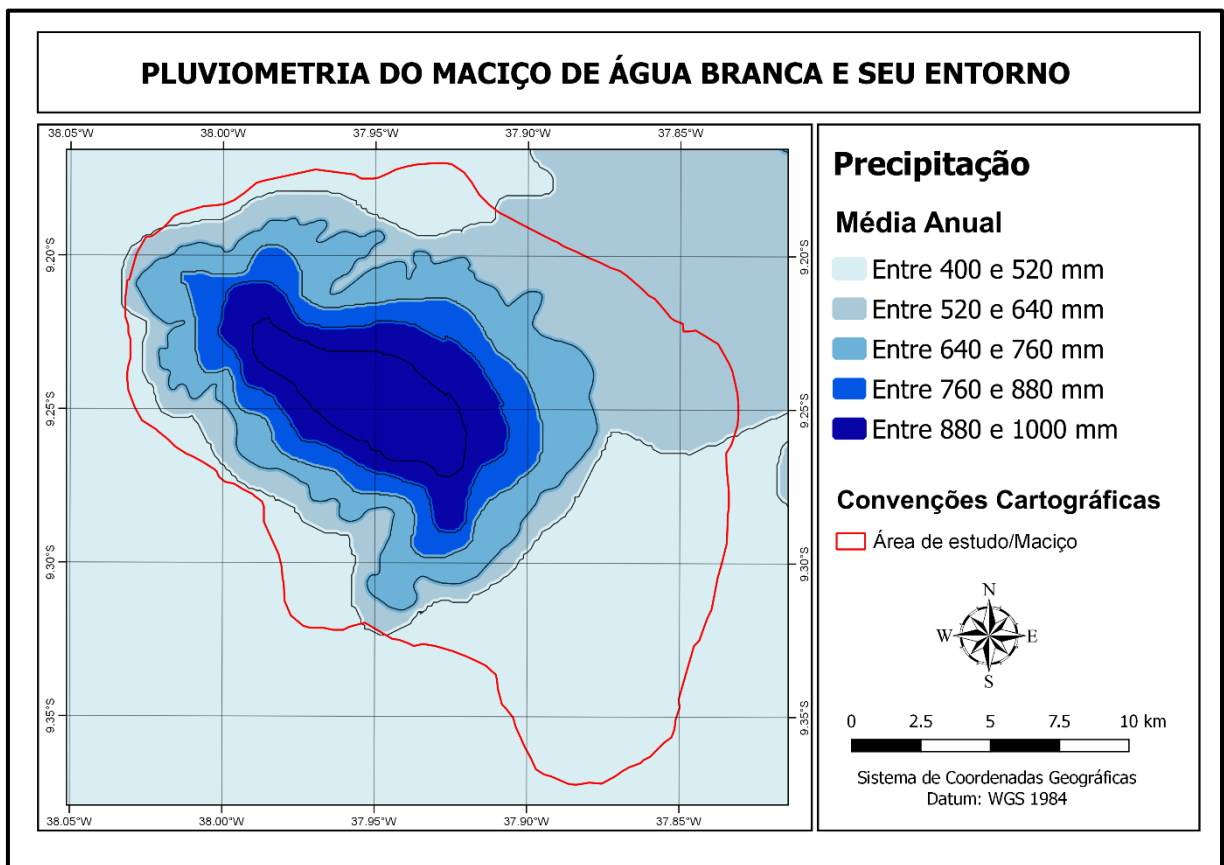 PLUVIOMETRIA DO MACIÇO DE ÁGUA BRANCA E SEU ENTORNO
38.05°W 38.00°W 37.95°W 37.90°W 37.85°W
9.20°S 9.20°S
9.25°S 9.25°S
9.30°S 9.30°S
9.35°S 9.35°S
38.05°W 38.00°W 37.95°W 37.90°W 37.85°W
Precipitação
Média Anual
Entre 400 e 520 mm
Entre 520 e 640 mm
Entre 640 e 760 mm
Entre 760 e 880 mm
Entre 880 e 1000 mm
Convenções Cartográficas
Área de estudo/Maciço
N
W E
S
0 2.5 5 7.5 10 km
Sistema de Coordenadas Geográficas
Datum: WGS 1984